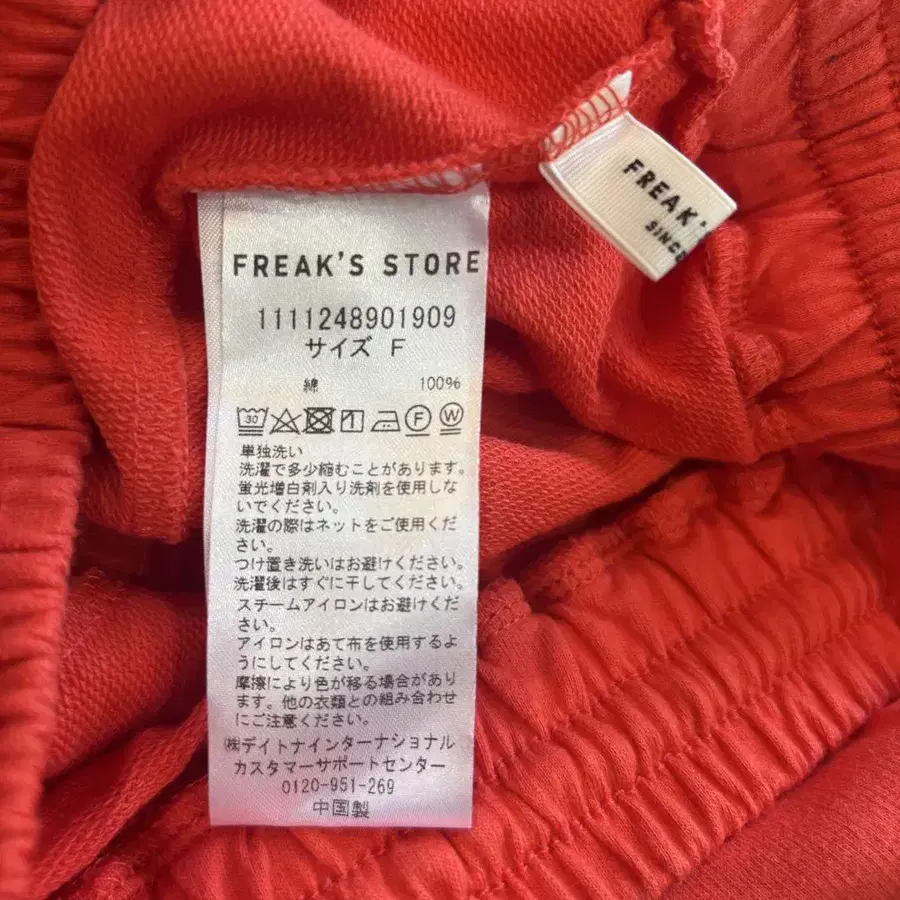 FREAK'S STORE
1111248901909
サイズ F
綿 100%
30 F W
単独洗い
洗濯で多少縮むことがあります。
蛍光増白剤入り洗剤を使用しな
いでください。
洗濯の際はネットをご使用くだ
さい。
つけ置き洗いはお避けください。
洗濯後はすぐに干してください。
スチームアイロンはお避けくだ
さい。
アイロンはあて布を使用するよ
うにしてください。
摩擦により色が移る場合があり
ます。他の衣類との組み合わせ
にご注意ください。
㈱デイトナインターナショナル
カスタマーサポートセンター
0120-951-269
中国製
FREAK'
SINCE